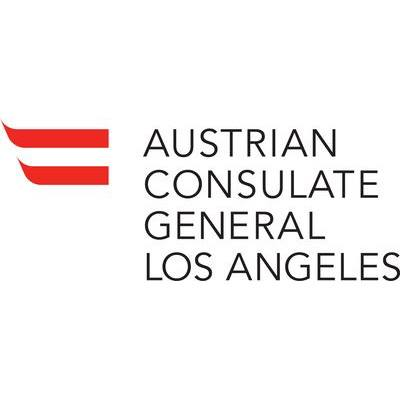 AUSTRIAN
CONSULATE
GENERAL
LOS ANGELES